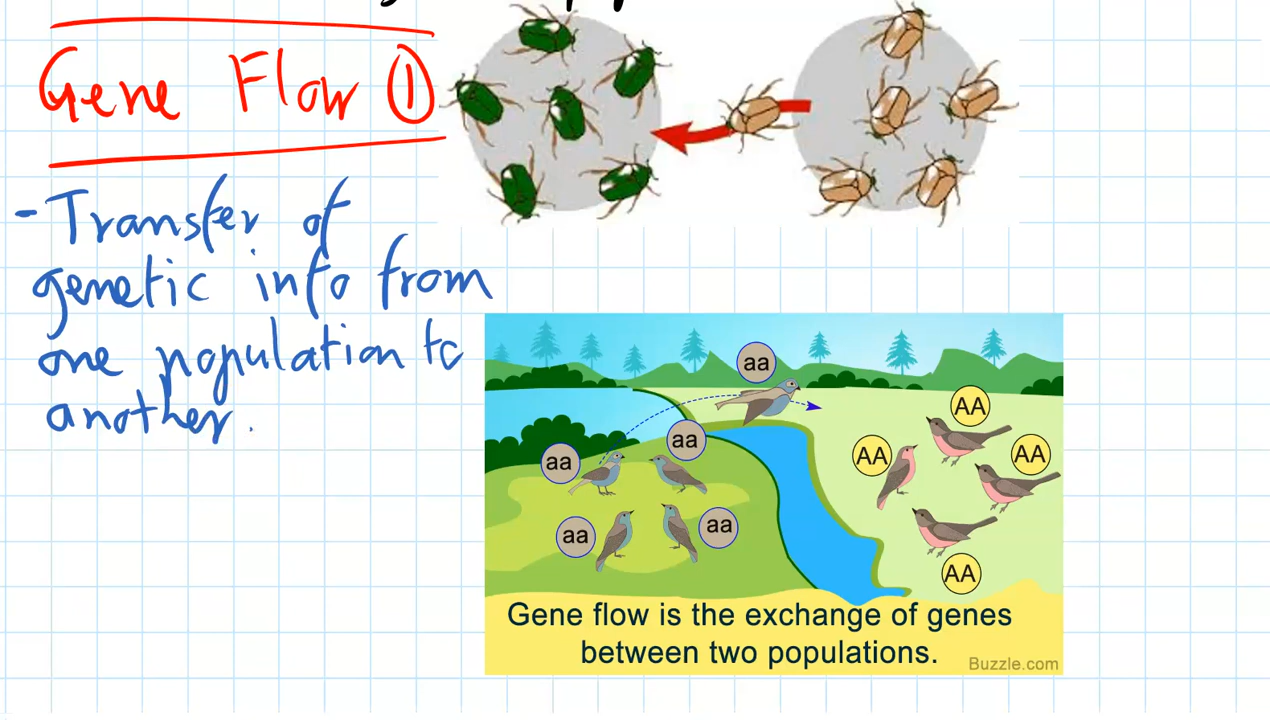 Gene Flow ①
- Transfer of
genetic info from
one population to
another.
aa
aa
aa
aa
aa
AA
AA
AA
AA
Gene flow is the exchange of genes
between two populations.
Buzzle.com